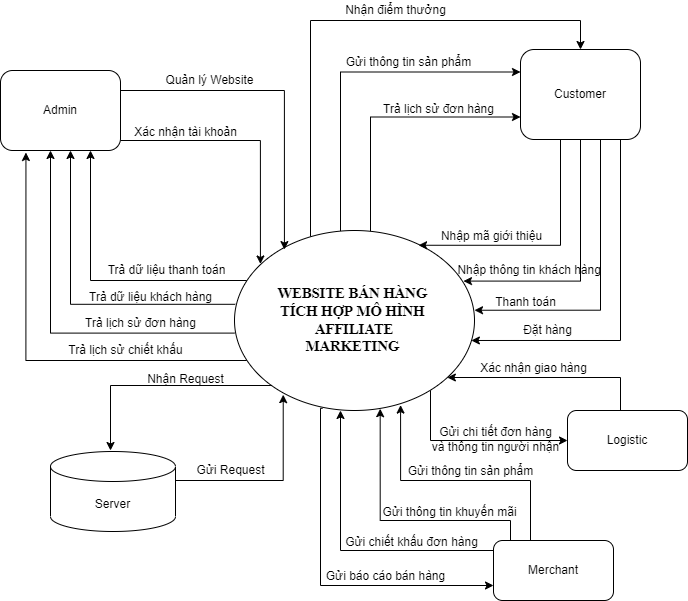 Nhận điểm thưởng
Gửi thông tin sản phẩm
Customer
Quản lý Website
Admin
Trả lịch sử đơn hàng
Xác nhận tài khoản
Nhập mã giới thiệu
Trả dữ liệu thanh toán
Nhập thông tin khách hàng
Trả dữ liệu khách hàng
WEBSITE BÁN HÀNG
TÍCH HỢP MÔ HÌNH
AFFILIATE
MARKETING
Thanh toán
Trả lịch sử đơn hàng
Đặt hàng
Trả lịch sử chiết khấu
Xác nhận giao hàng
Nhận Request
Gửi chi tiết đơn hàng
và thông tin người nhận
Logistic
Gửi Request
Gửi thông tin sản phẩm
Server
Gửi thông tin khuyến mãi
Gửi chiết khấu đơn hàng
Gửi báo cáo bán hàng
Merchant